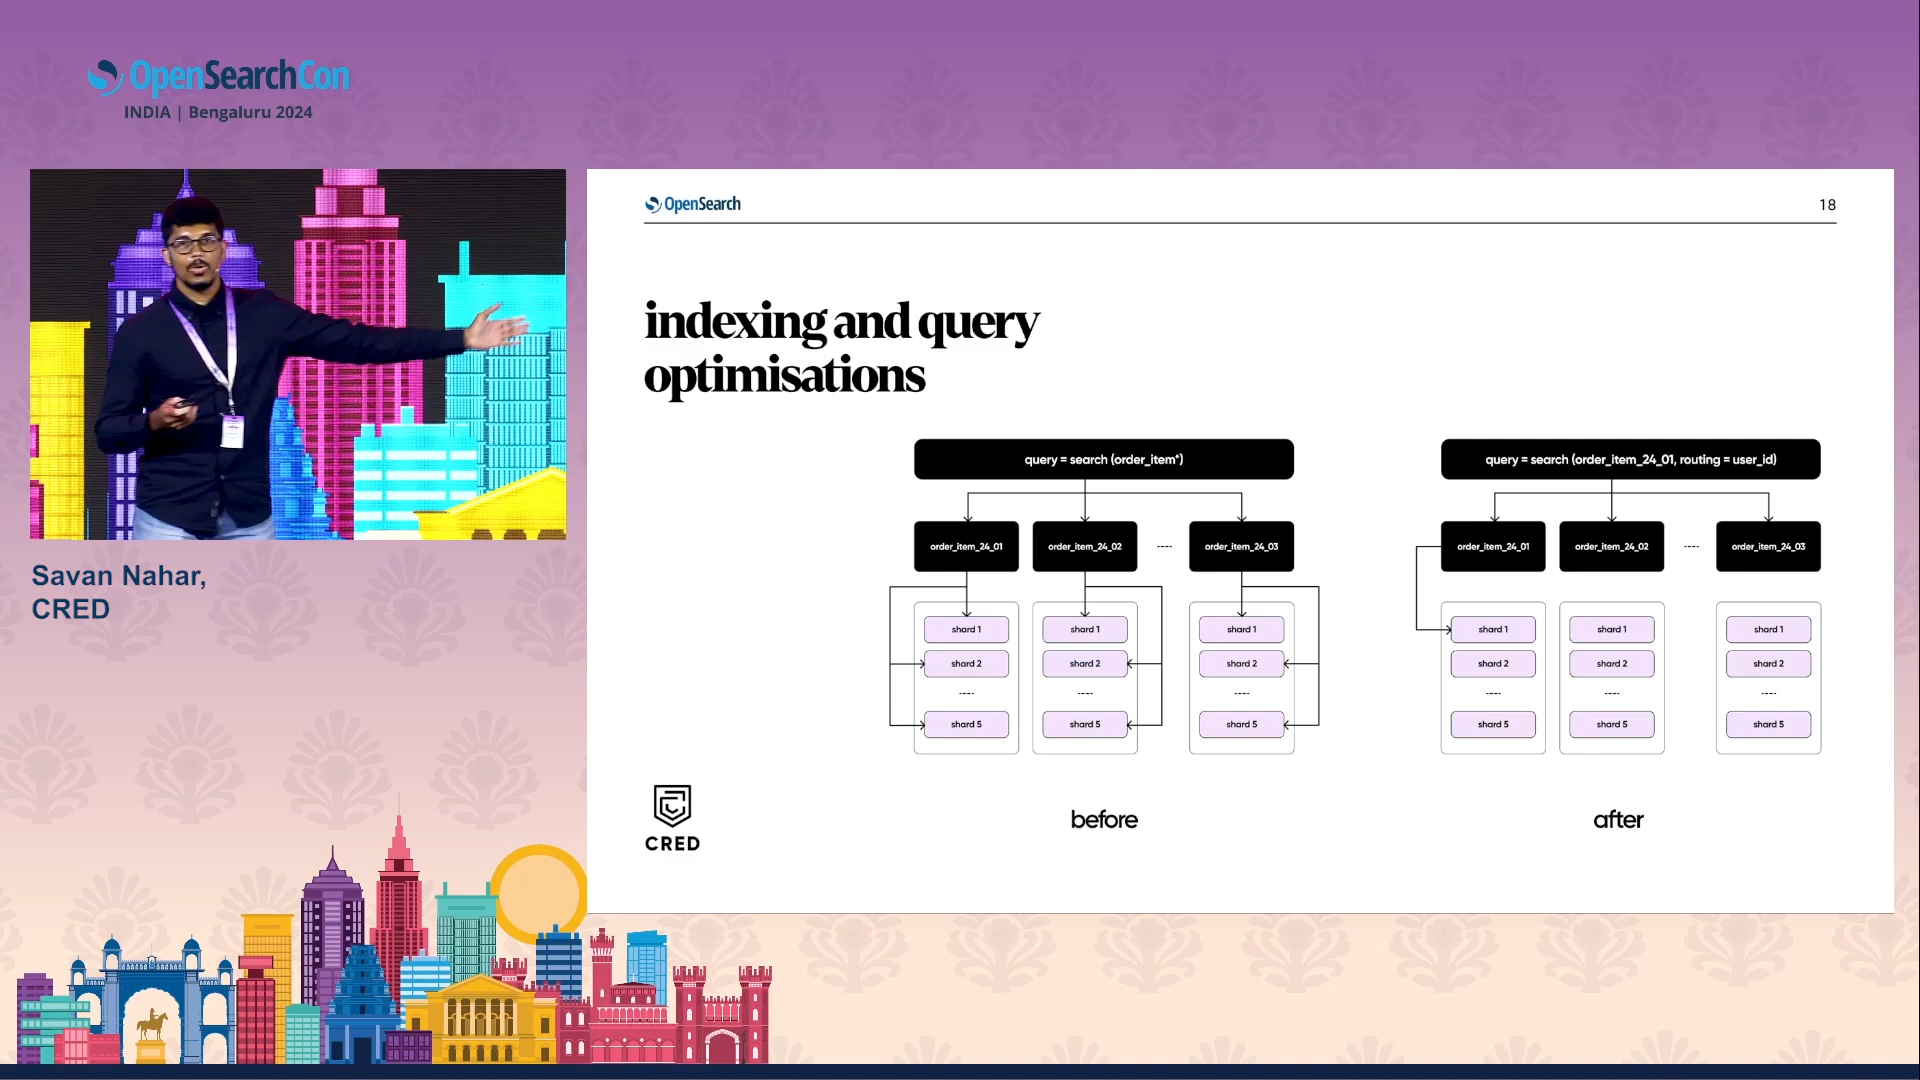 OpenSearchCon
INDIA | Bengaluru 2024
Savan Nahar,
CRED
OpenSearch
18
indexing and query
optimisations
query = search (order_item*)
order_item_24_01
order_item_24_02
----
order_item_24_03
shard 1
shard 2
----
shard 5
shard 1
shard 2
----
shard 5
shard 1
shard 2
----
shard 5
before
query = search (order_item_24_01, routing = user_id)
order_item_24_01
order_item_24_02
----
order_item_24_03
shard 1
shard 2
----
shard 5
shard 1
shard 2
----
shard 5
shard 1
shard 2
----
shard 5
after
CRED